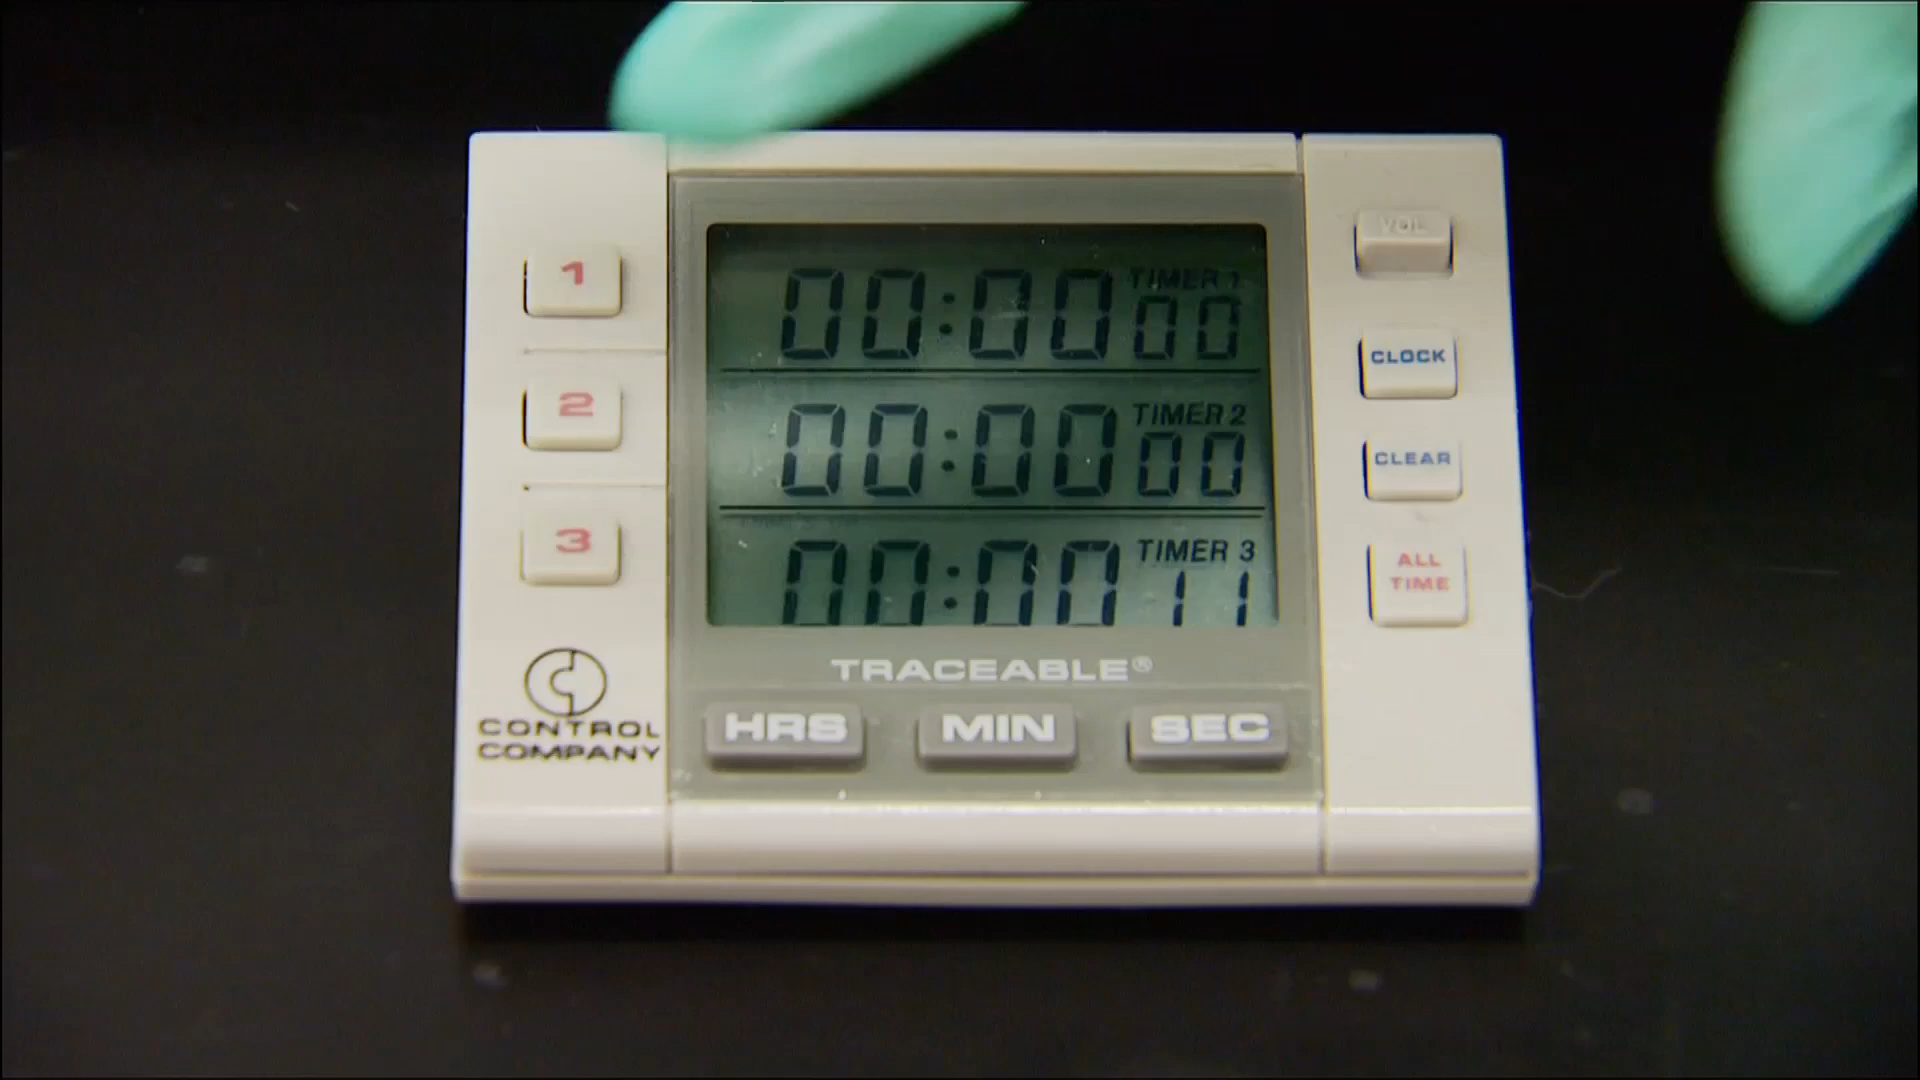 1
2
3
TIMER 1
00:00 00
TIMER 2
00:00 00
TIMER 3
00:00 11
VOL
CLOCK
CLEAR
ALL
TIME
CONTROL
COMPANY
TRACEABLE®
HRS
MIN
SEC